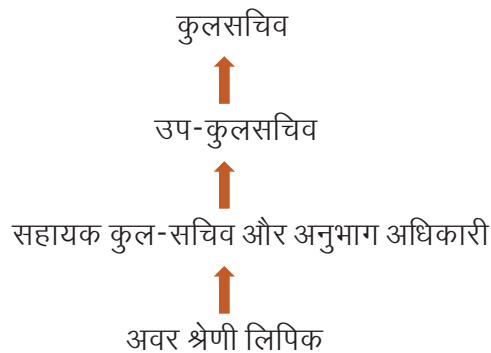 कुलसचिव
उप-कुलसचिव
सहायक कुल-सचिव और अनुभाग अधिकारी
अवर श्रेणी लिपिक